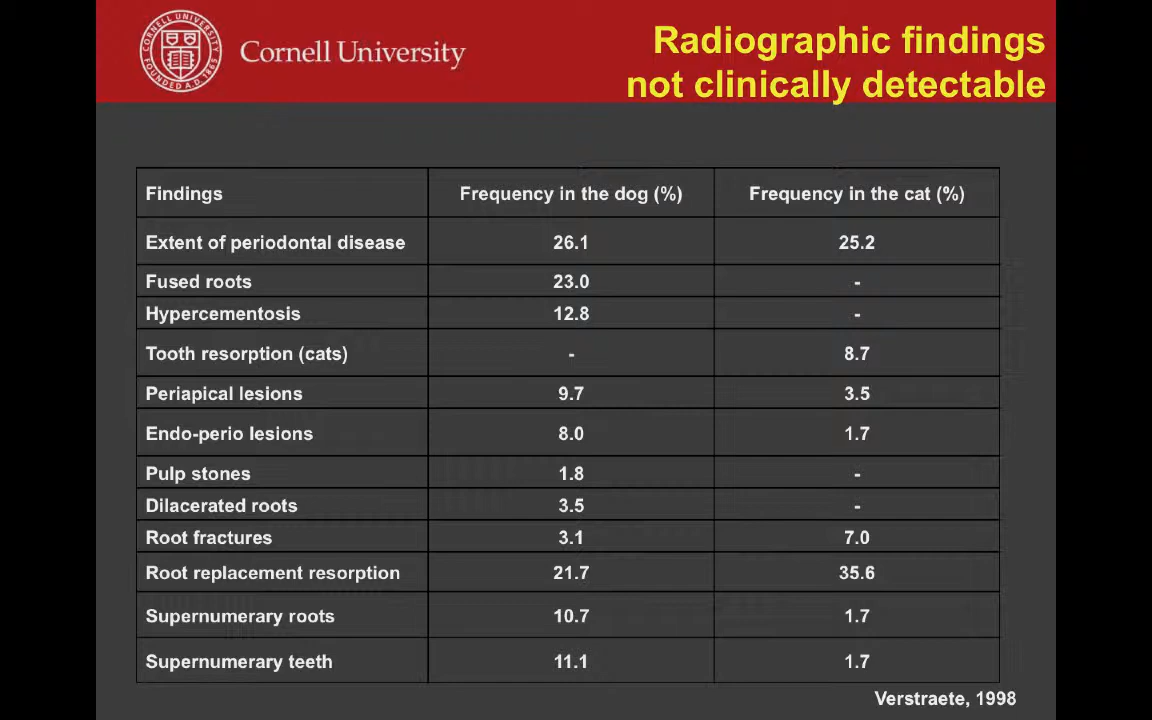 CORNELL UNIVERSITY
FOUNDED A.D. 1865
Cornell University
Radiographic findings
not clinically detectable
Findings Frequency in the dog (%) Frequency in the cat (%)
Extent of periodontal disease 26.1 25.2
Fused roots 23.0 -
Hypercementosis 12.8 -
Tooth resorption (cats) - 8.7
Periapical lesions 9.7 3.5
Endo-perio lesions 8.0 1.7
Pulp stones 1.8 -
Dilacerated roots 3.5 -
Root fractures 3.1 7.0
Root replacement resorption 21.7 35.6
Supernumerary roots 10.7 1.7
Supernumerary teeth 11.1 1.7
Verstraete, 1998